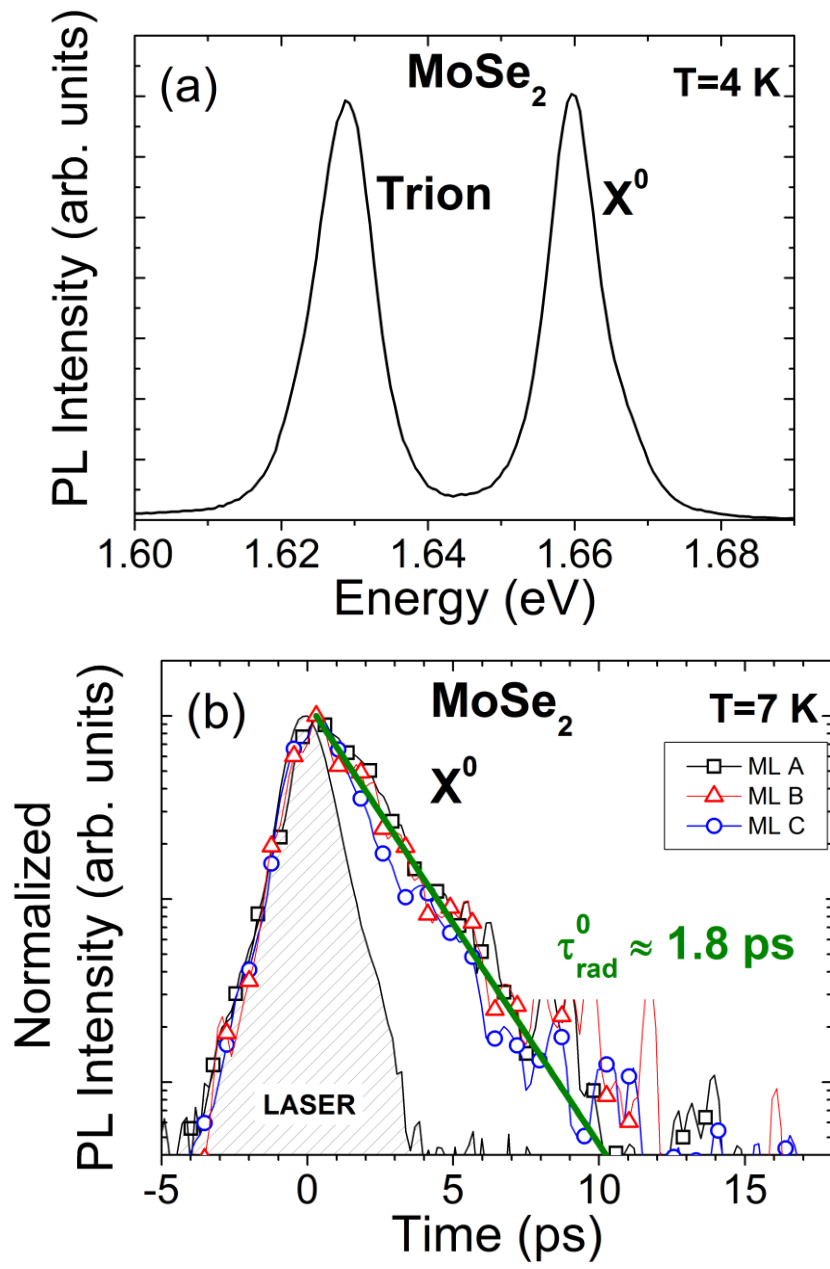 (a)
MoSe₂
T=4 K
Trion
X⁰
PL Intensity (arb. units)
1.60 1.62 1.64 1.66 1.68
Energy (eV)
(b)
MoSe₂
T=7 K
X⁰
ML A
ML B
ML C
τ⁰rad ≈ 1.8 ps
LASER
Normalized
PL Intensity (arb. units)
-5 0 5 10 15
Time (ps)